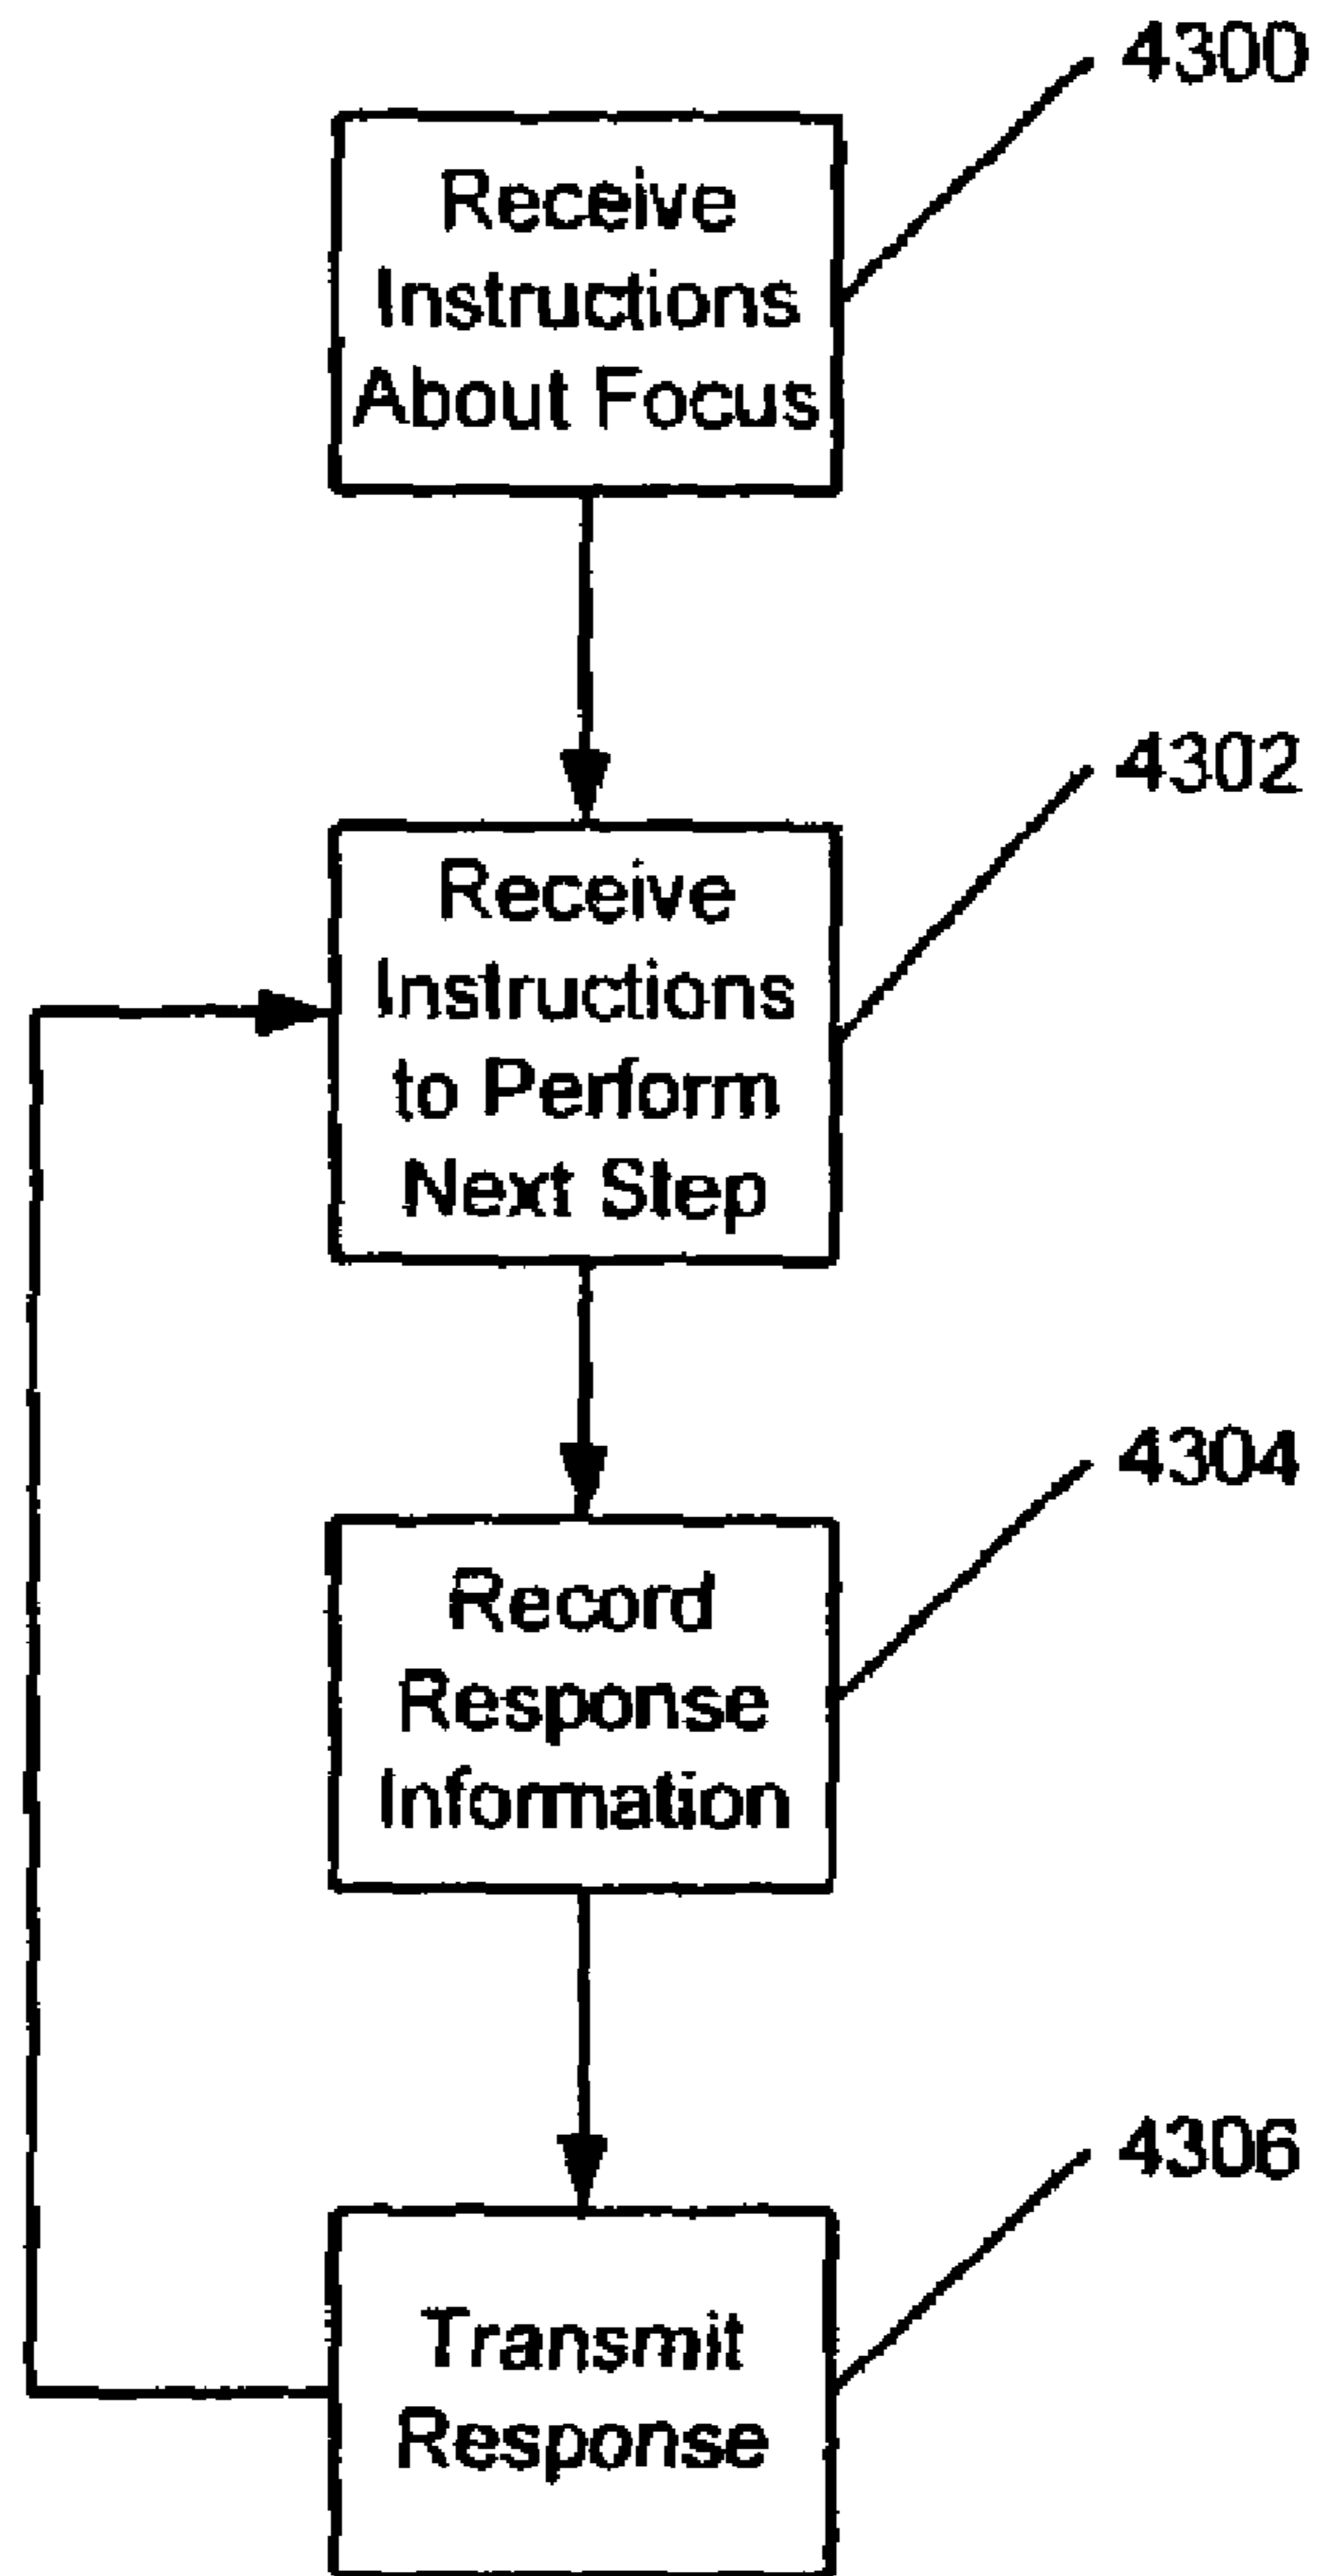 4300
Receive
Instructions
About Focus
4302
Receive
Instructions
to Perform
Next Step
4304
Record
Response
Information
4306
Transmit
Response